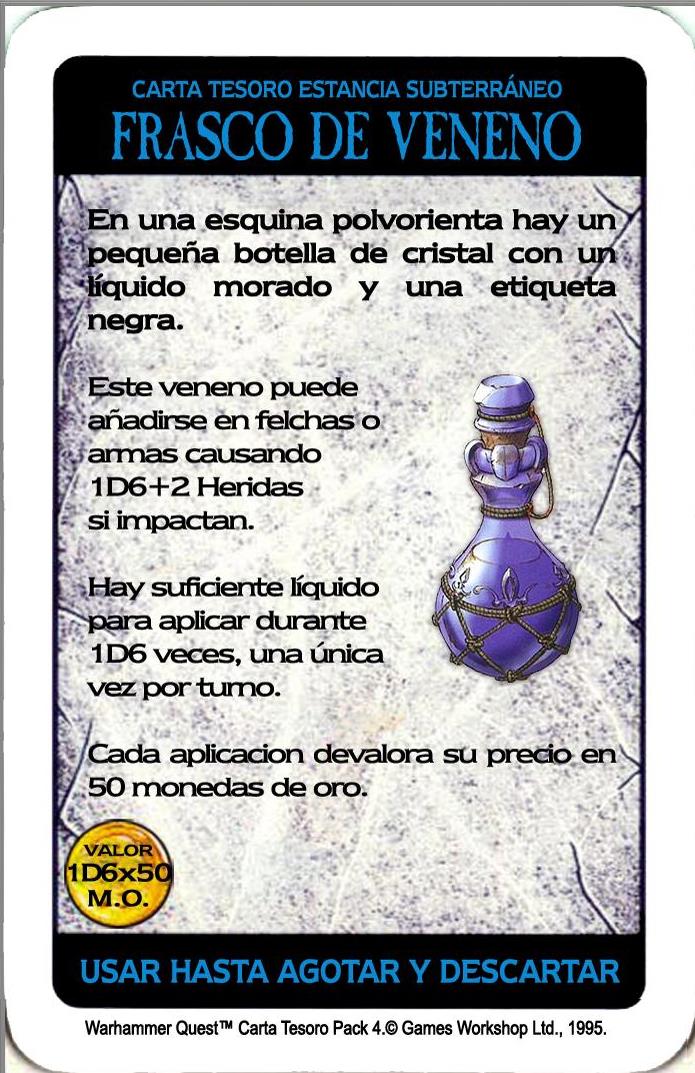 CARTA TESORO ESTANCIA SUBTERRÁNEO
FRASCO DE VENENO
En una esquina polvorienta hay un
pequeña botella de cristal con un
líquido morado y una etiqueta
negra.
Este veneno puede
añadirse en felchas o
armas causando
1D6+2 Heridas
si impactan.
Hay suficiente líquido
para aplicar durante
1D6 veces, una única
vez por turno.
Cada aplicacion devalora su precio en
50 monedas de oro.
VALOR
1D6x50
M.O.
USAR HASTA AGOTAR Y DESCARTAR
Warhammer Quest™ Carta Tesoro Pack 4.© Games Workshop Ltd., 1995.